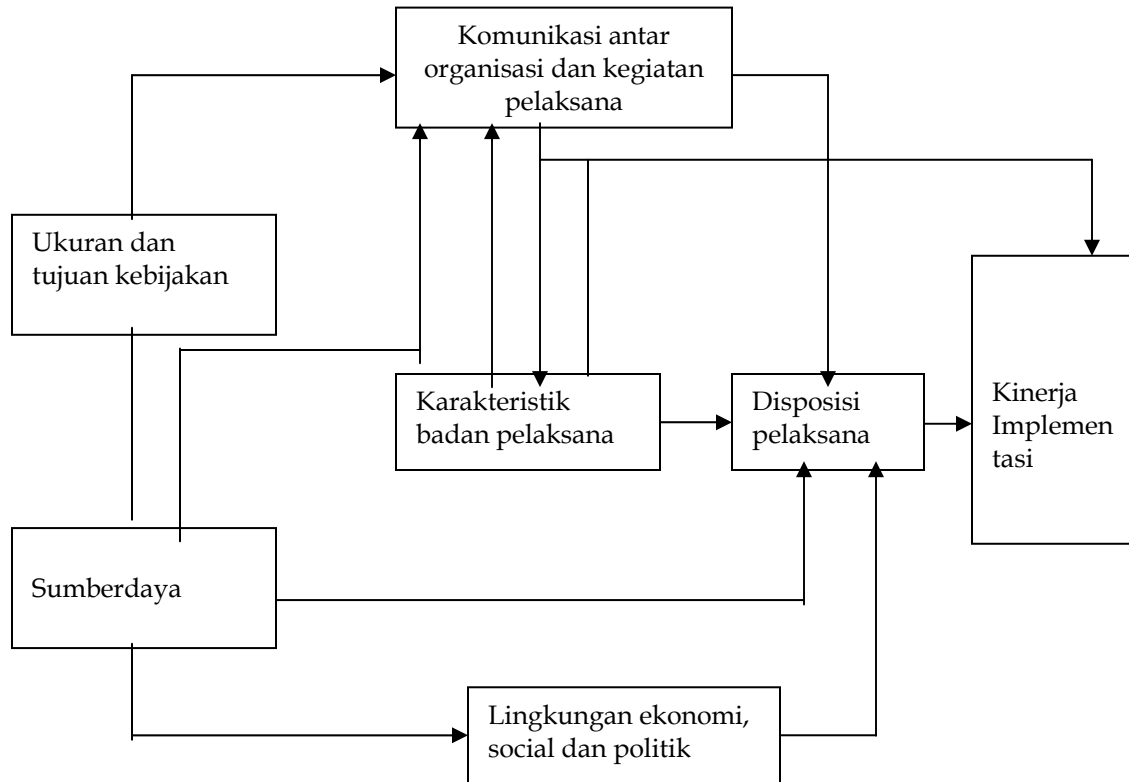 Komunikasi antar
organisasi dan kegiatan
pelaksana
Ukuran dan
tujuan kebijakan
Karakteristik
badan pelaksana
Disposisi
pelaksana
Kinerja
Implemen
tasi
Sumberdaya
Lingkungan ekonomi,
social dan politik